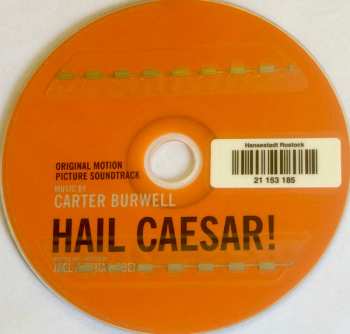 Hansestadt Rostock
21 153 185
ORIGINAL MOTION
PICTURE SOUNDTRACK
MUSIC BY
CARTER BURWELL
HAIL CAESAR!